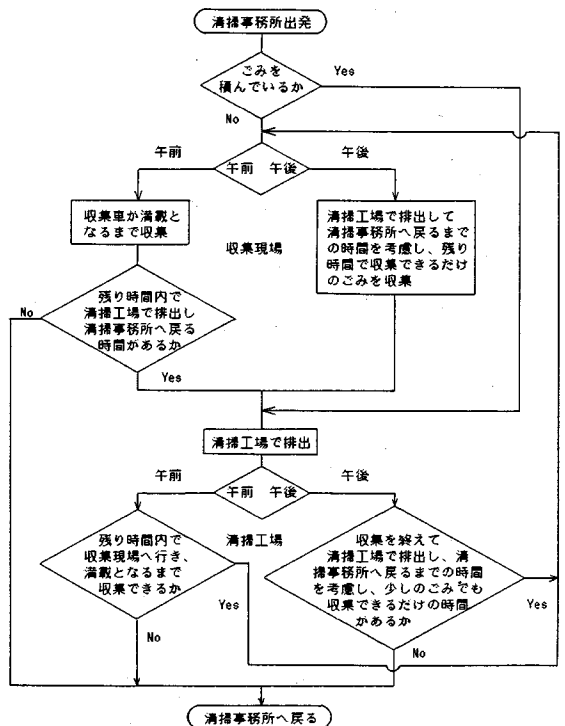 清掃事務所出発
ごみを
積んでいるか
Yes
No
午前
午前 午後
午後
収集車が満載と
なるまで収集
収集現場
清掃工場で排出して
清掃事務所へ戻るまで
の時間を考慮し、残り
時間で収集できるだけ
のごみを収集
No
残り時間内で
清掃工場で排出し
清掃事務所へ戻る
時間があるか
Yes
清掃工場で排出
午前
午前 午後
午後
残り時間内で
収集現場へ行き、
満載となるまで
収集できるか
清掃工場
収集を終えて
清掃工場で排出し、清
掃事務所へ戻るまでの時間
を考慮し、少しのごみでも
収集できるだけの時間
があるか
Yes
Yes
No
No
清掃事務所へ戻る